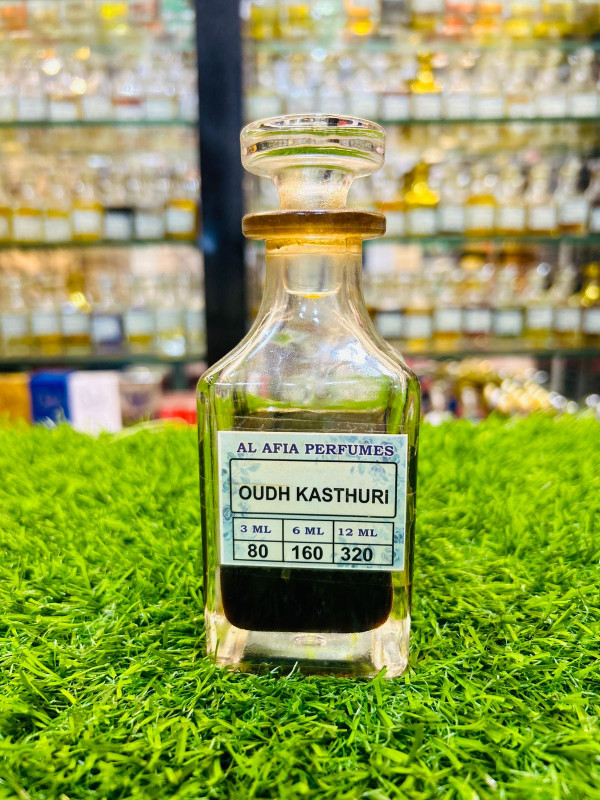 AL AFIA PERFUMES
OUDH KASTHURI
3 ML 6 ML 12 ML
80 160 320